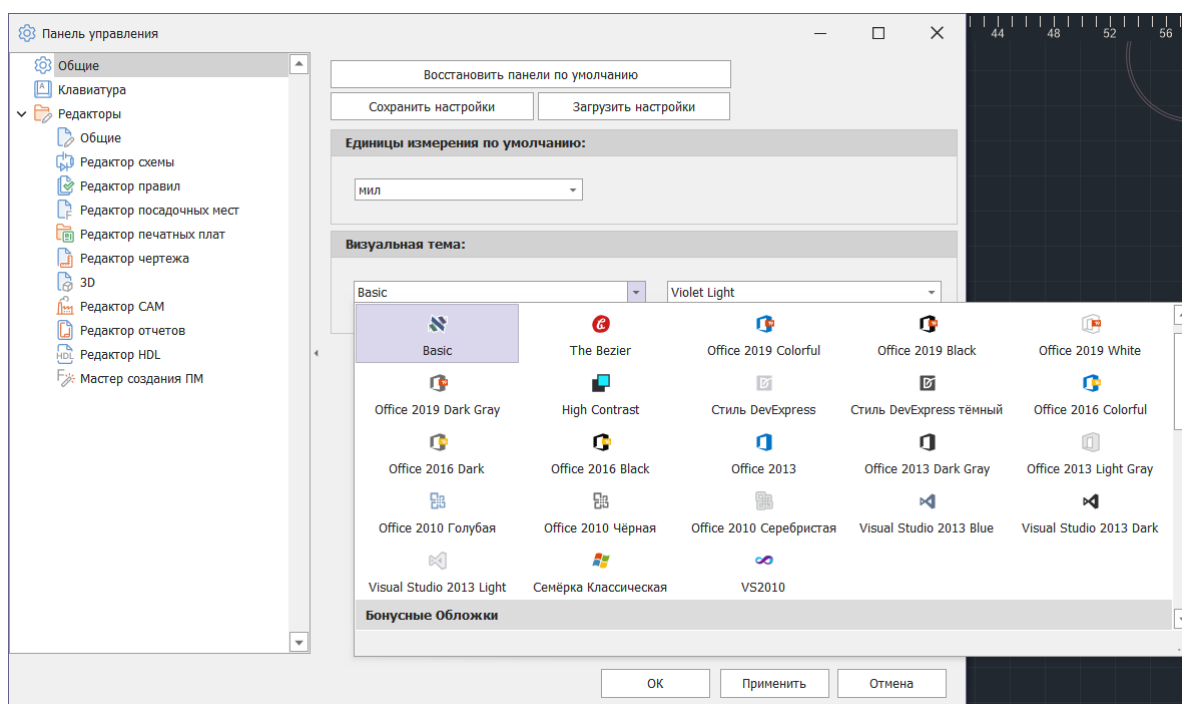 Панель управления
44 48 52 56
Общие
Клавиатура
Редакторы
Общие
Редактор схемы
Редактор правил
Редактор посадочных мест
Редактор печатных плат
Редактор чертежа
3D
Редактор CAM
Редактор отчетов
Редактор HDL
Мастер создания ПМ
Восстановить панели по умолчанию
Сохранить настройки Загрузить настройки
Единицы измерения по умолчанию:
мил
Визуальная тема:
Basic Violet Light
Basic The Bezier Office 2019 Colorful Office 2019 Black Office 2019 White
Office 2019 Dark Gray High Contrast Стиль DevExpress Стиль DevExpress тёмный Office 2016 Colorful
Office 2016 Dark Office 2016 Black Office 2013 Office 2013 Dark Gray Office 2013 Light Gray
Office 2010 Голубая Office 2010 Чёрная Office 2010 Серебристая Visual Studio 2013 Blue Visual Studio 2013 Dark
Visual Studio 2013 Light Семёрка Классическая VS2010
Бонусные Обложки
ОК Применить Отмена